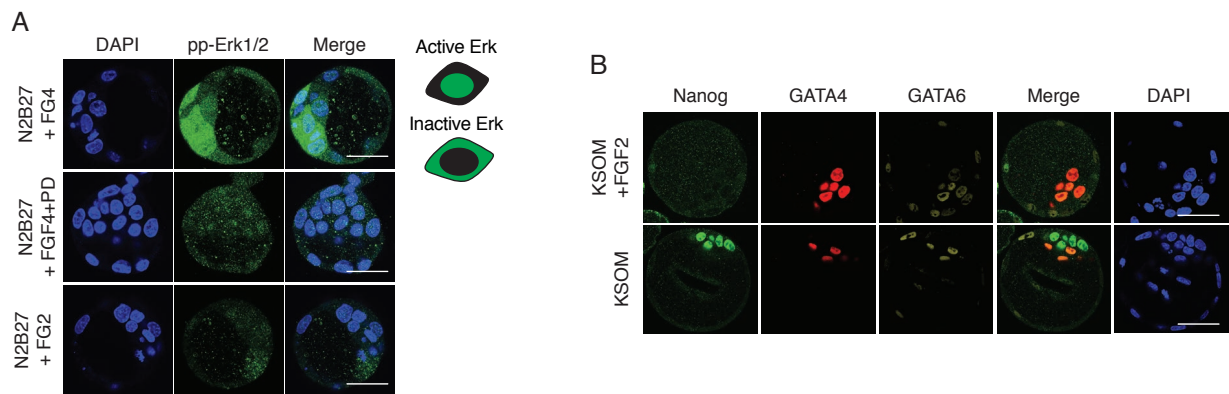 A
DAPI pp-Erk1/2 Merge
N2B27
+ FG4
N2B27
+ FGF4+PD
N2B27
+ FG2
Active Erk
Inactive Erk
B
Nanog GATA4 GATA6 Merge DAPI
KSOM
+FGF2
KSOM